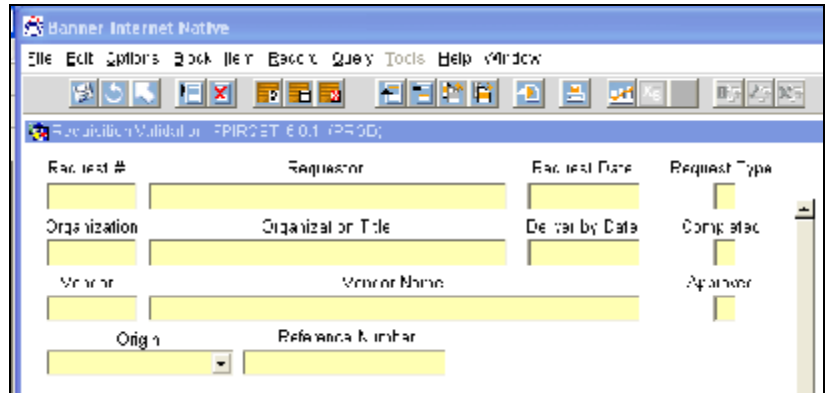 Banner Internet Native
File Edit Options Block Item Record Query Tools Help Window
Requisition Validation 6.0.1 (PROD)
Request # Requestor Request Date Request Type
Organization Organization Title Deliver by Date Completed
Vendor Vendor Name Approved
Origin Reference Number